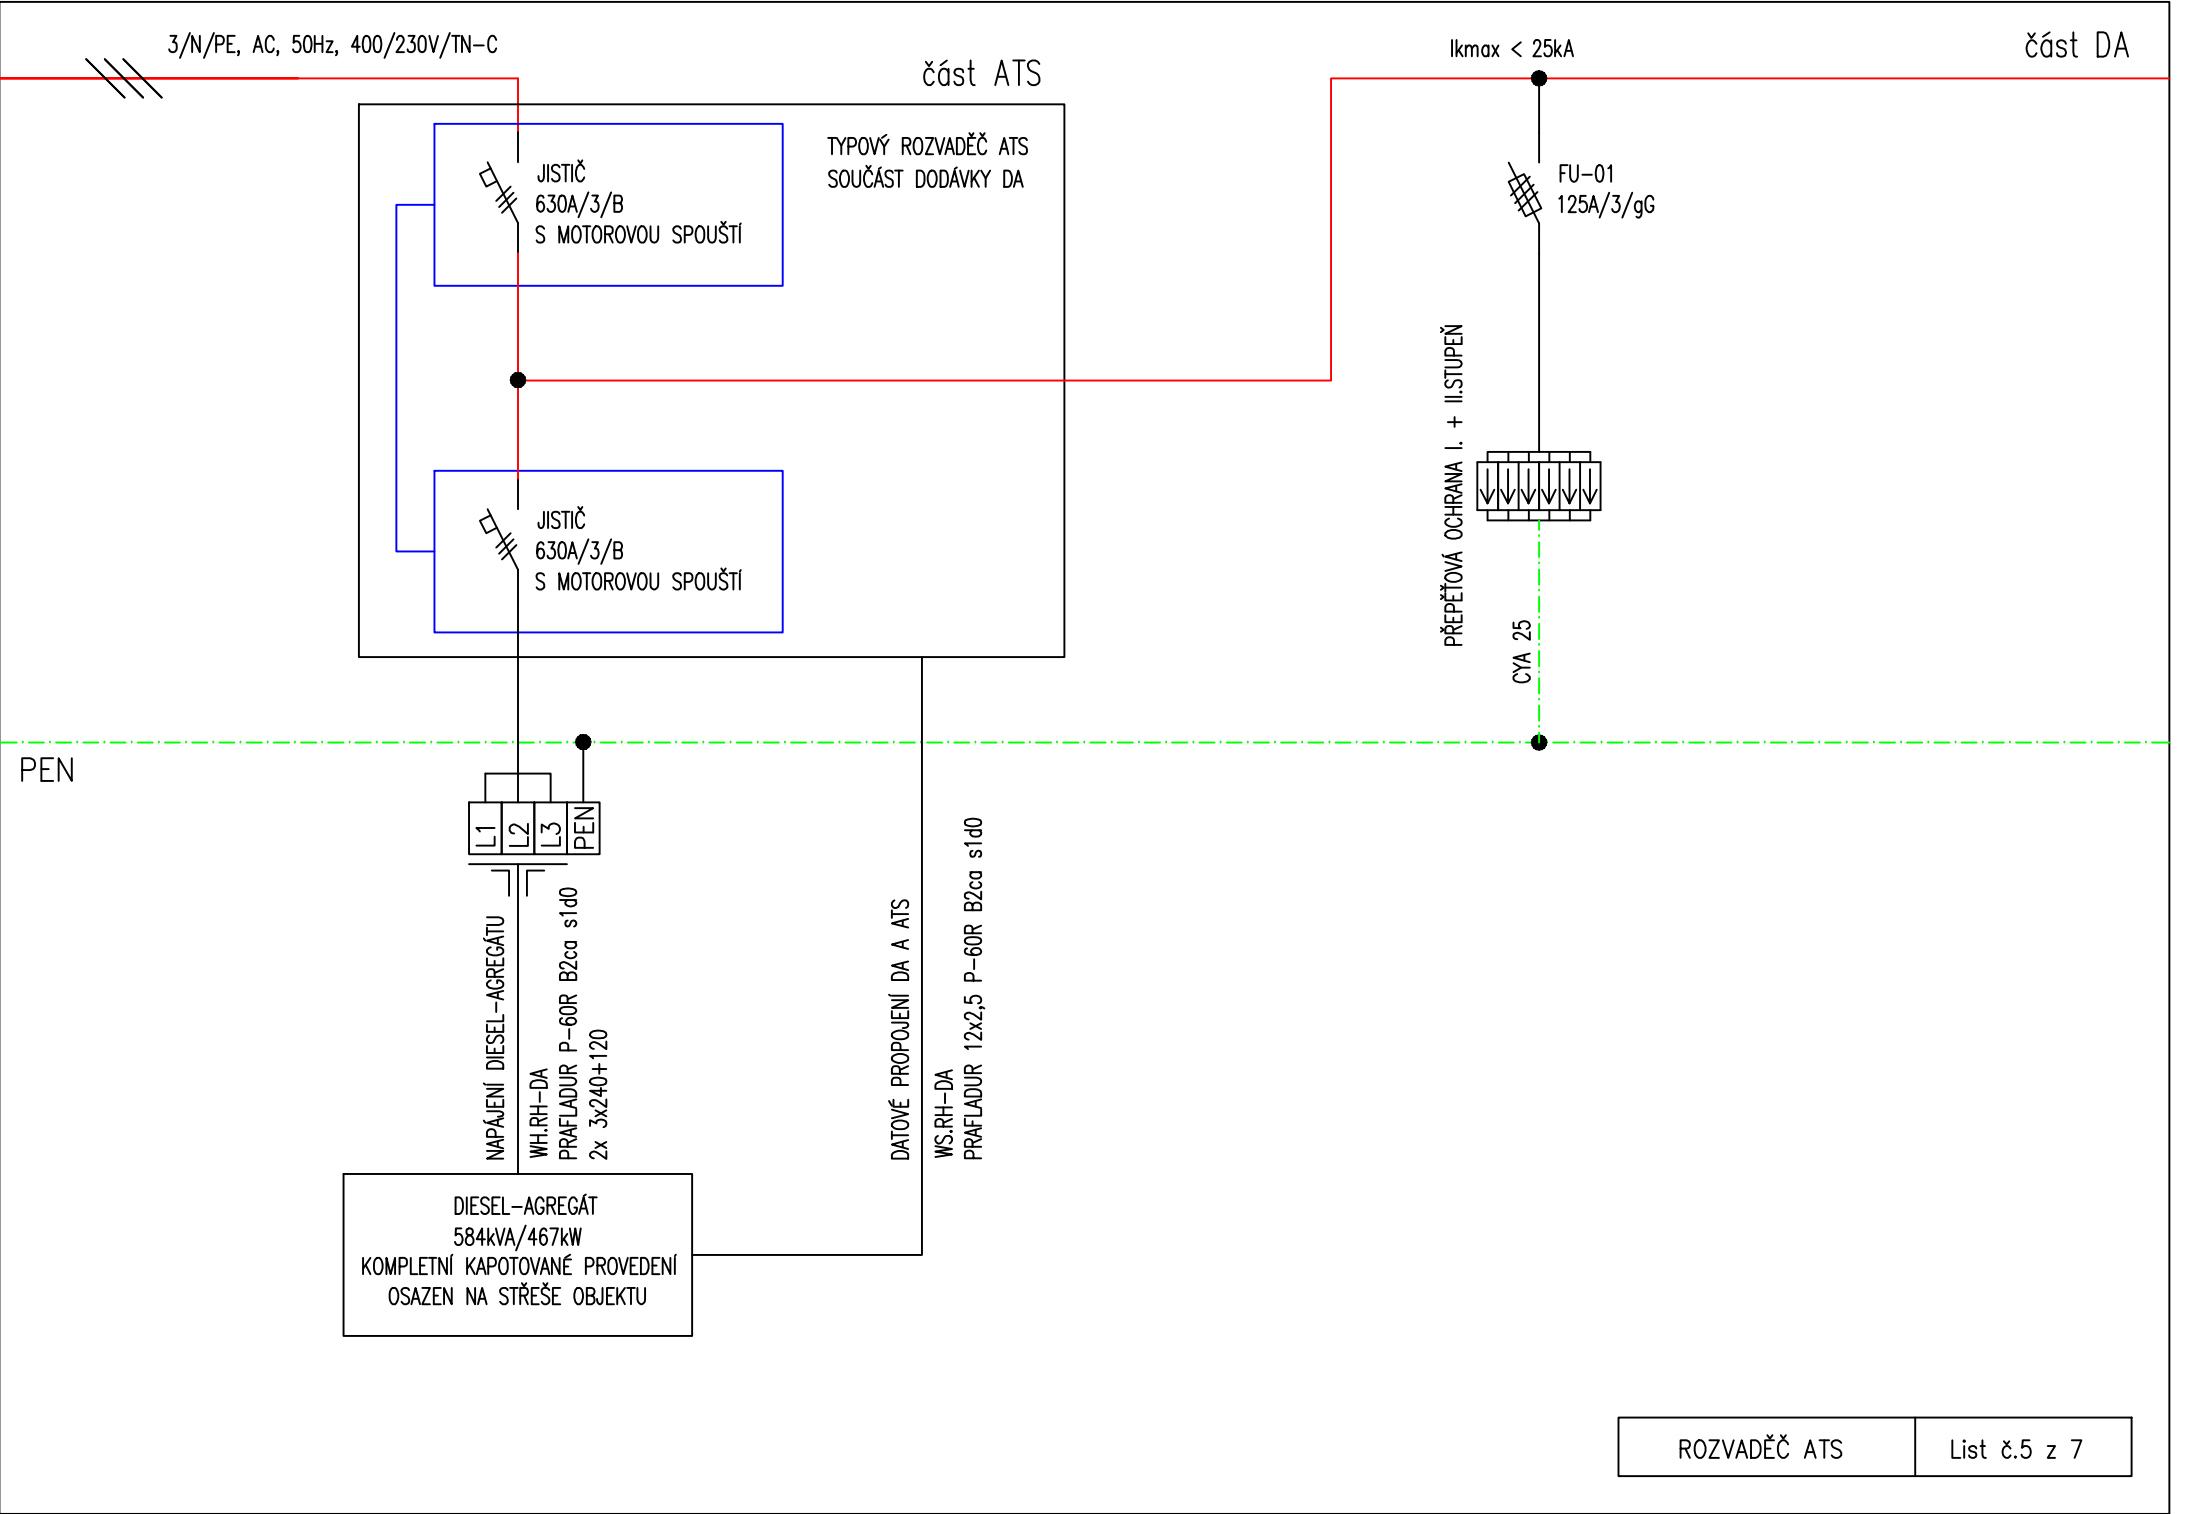 3/N/PE, AC, 50Hz, 400/230V/TN-C
část ATS
Ikmax < 25kA
část DA
TYPOVÝ ROZVADĚČ ATS
SOUČÁST DODÁVKY DA
JISTIČ
630A/3/B
S MOTOROVOU SPOUŠTÍ
FU-01
125A/3/gG
PŘEPĚŤOVÁ OCHRANA I. + II.STUPEŇ
JISTIČ
630A/3/B
S MOTOROVOU SPOUŠTÍ
CYA 25
PEN
L1
L2
L3
PEN
NAPÁJENÍ DIESEL-AGREGÁTU
WH.RH-DA
PRAFLADUR P-60R B2ca s1d0
2x 3x240+120
DATOVÉ PROPOJENÍ DA A ATS
WS.RH-DA
PRAFLADUR 12x2,5 P-60R B2ca s1d0
DIESEL-AGREGÁT
584kVA/467kW
KOMPLETNÍ KAPOTOVANÉ PROVEDENÍ
OSAZEN NA STŘEŠE OBJEKTU
ROZVADĚČ ATS
List č.5 z 7